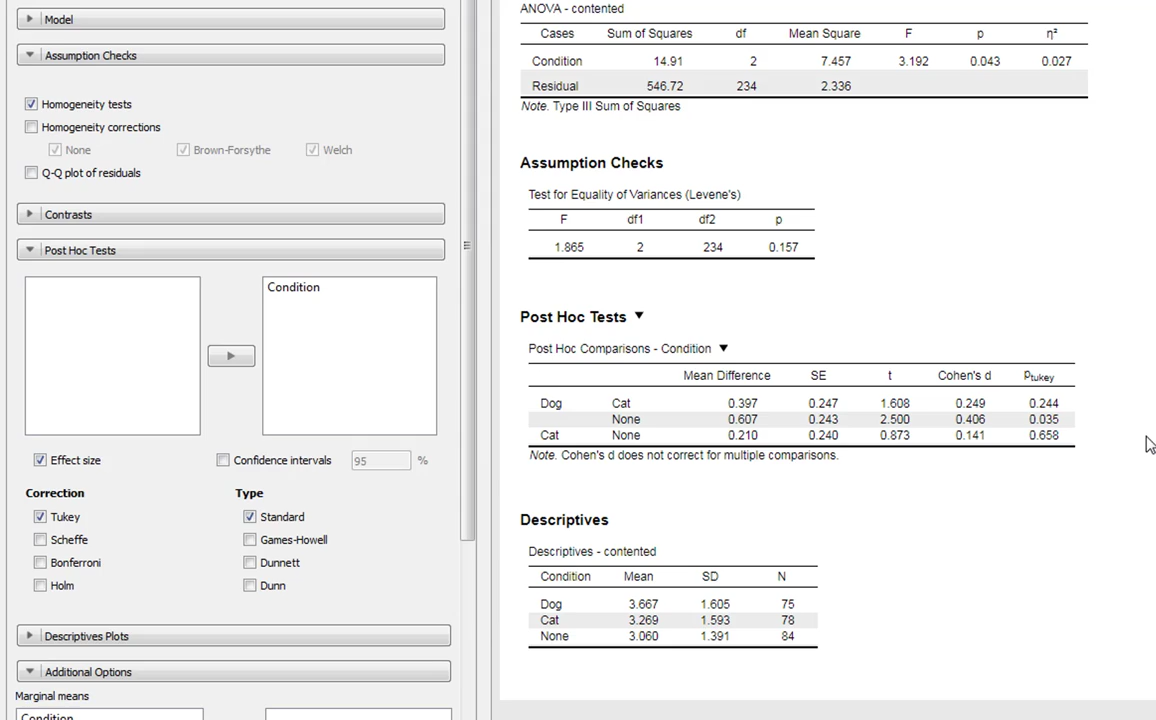 Model
Assumption Checks
Homogeneity tests
Homogeneity corrections
None Brown-Forsythe Welch
Q-Q plot of residuals
Contrasts
Post Hoc Tests
Condition
Effect size Confidence intervals 95 %
Correction Type
Tukey Standard
Scheffe Games-Howell
Bonferroni Dunnett
Holm Dunn
Descriptives Plots
Additional Options
Marginal means
Condition
ANOVA - contented
Cases Sum of Squares df Mean Square F p η²
Condition 14.91 2 7.457 3.192 0.043 0.027
Residual 546.72 234 2.336
Note. Type III Sum of Squares
Assumption Checks
Test for Equality of Variances (Levene's)
F df1 df2 p
1.865 2 234 0.157
Post Hoc Tests
Post Hoc Comparisons - Condition
Mean Difference SE t Cohen's d ptukey
Dog Cat 0.397 0.247 1.608 0.249 0.244
None 0.607 0.243 2.500 0.406 0.035
Cat None 0.210 0.240 0.873 0.141 0.658
Note. Cohen's d does not correct for multiple comparisons.
Descriptives
Descriptives - contented
Condition Mean SD N
Dog 3.667 1.605 75
Cat 3.269 1.593 78
None 3.060 1.391 84